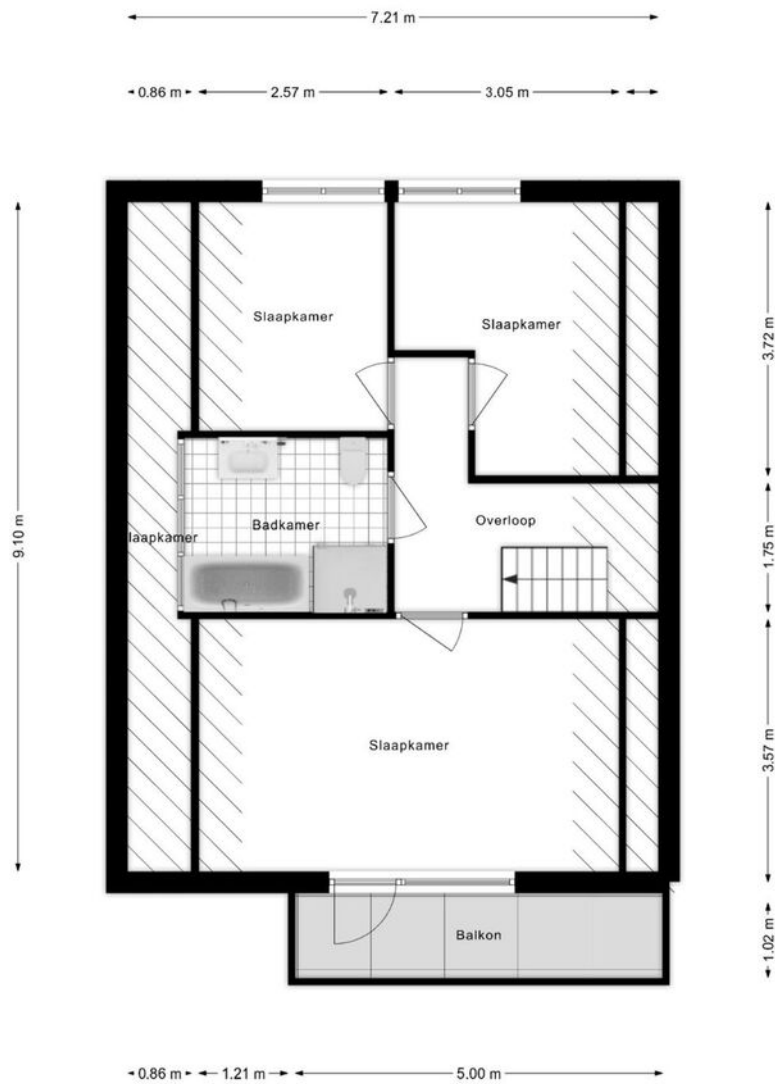 7.21 m
0.86 m 2.57 m 3.05 m
Slaapkamer
Slaapkamer
3.72 m
9.10 m
laapkamer
Badkamer
Overloop
1.75 m
Slaapkamer
3.57 m
Balkon
1.02 m
0.86 m 1.21 m 5.00 m